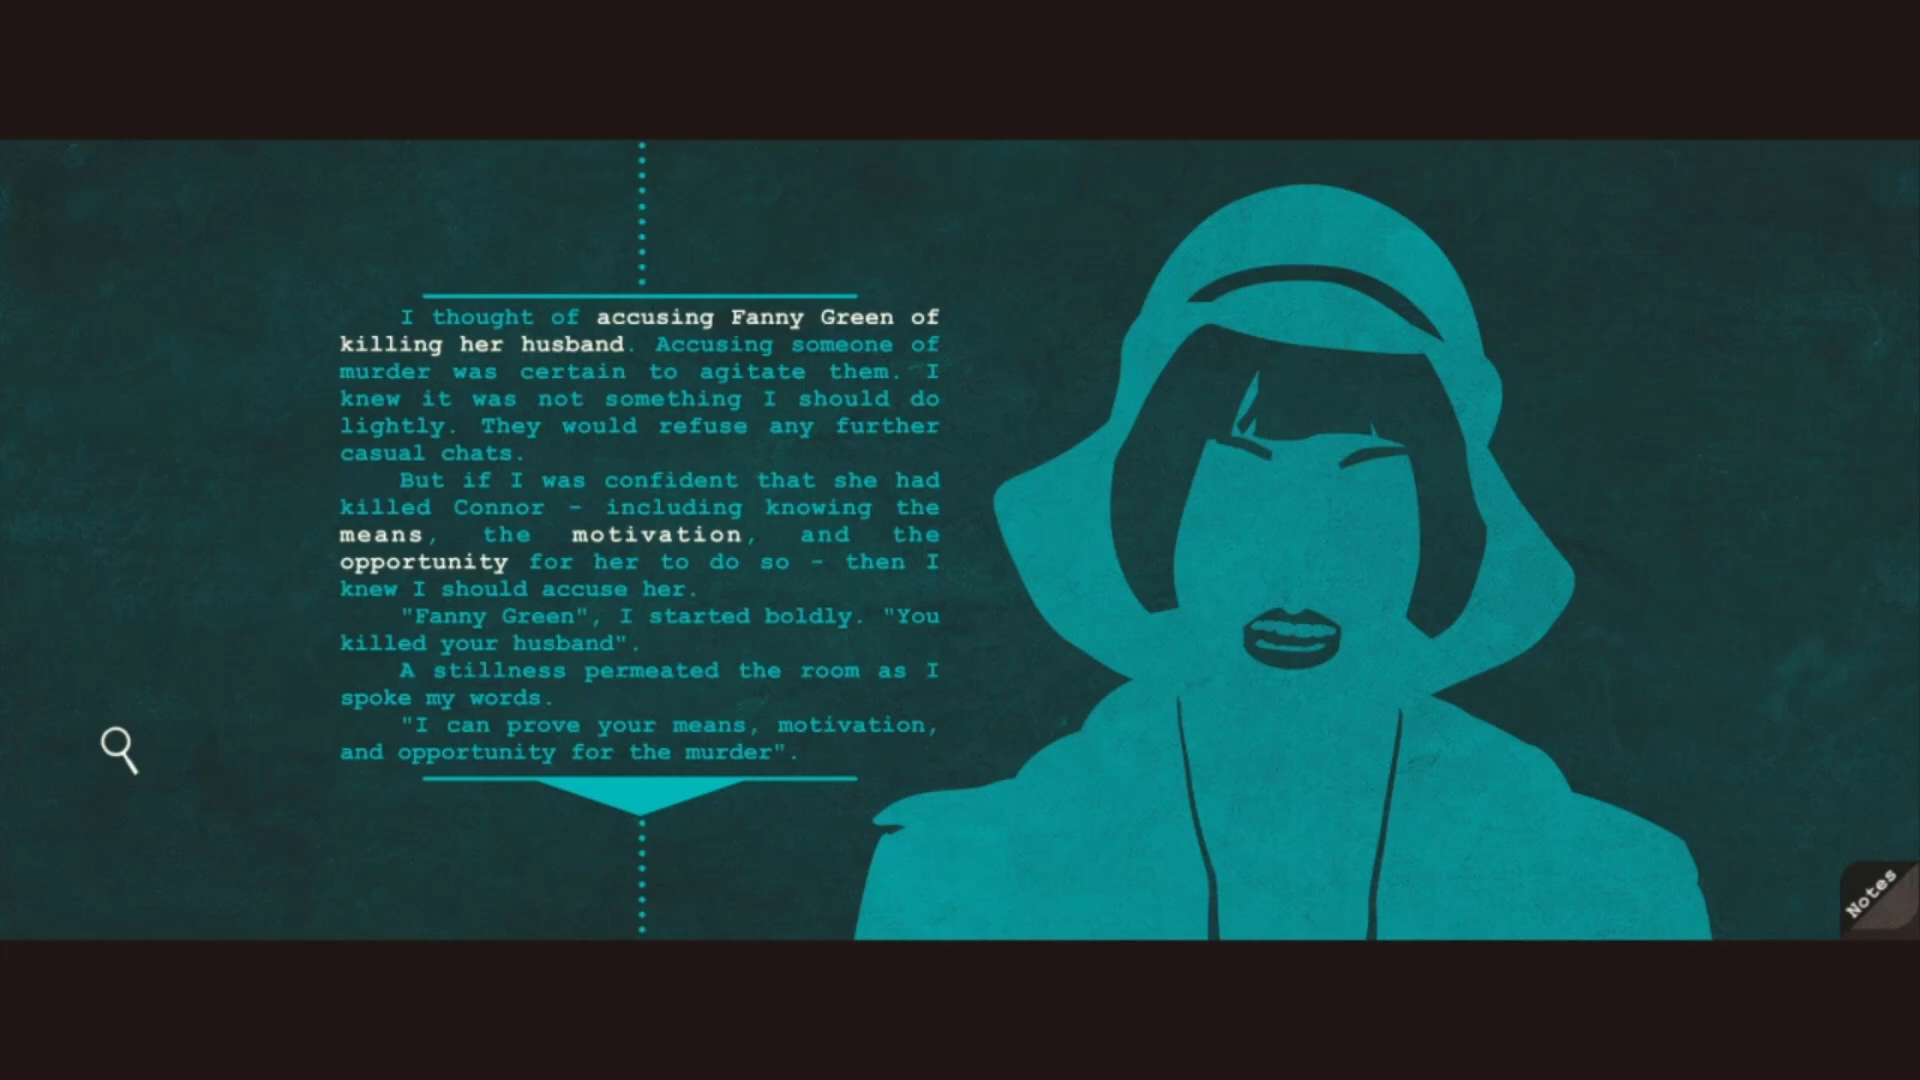 I thought of accusing Fanny Green of
killing her husband. Accusing someone of
murder was certain to agitate them. I
knew it was not something I should do
lightly. They would refuse any further
casual chats.
But if I was confident that she had
killed Connor - including knowing the
means, the motivation, and the
opportunity for her to do so - then I
knew I should accuse her.
"Fanny Green", I started boldly. "You
killed your husband".
A stillness permeated the room as I
spoke my words.
"I can prove your means, motivation,
and opportunity for the murder".
Notes